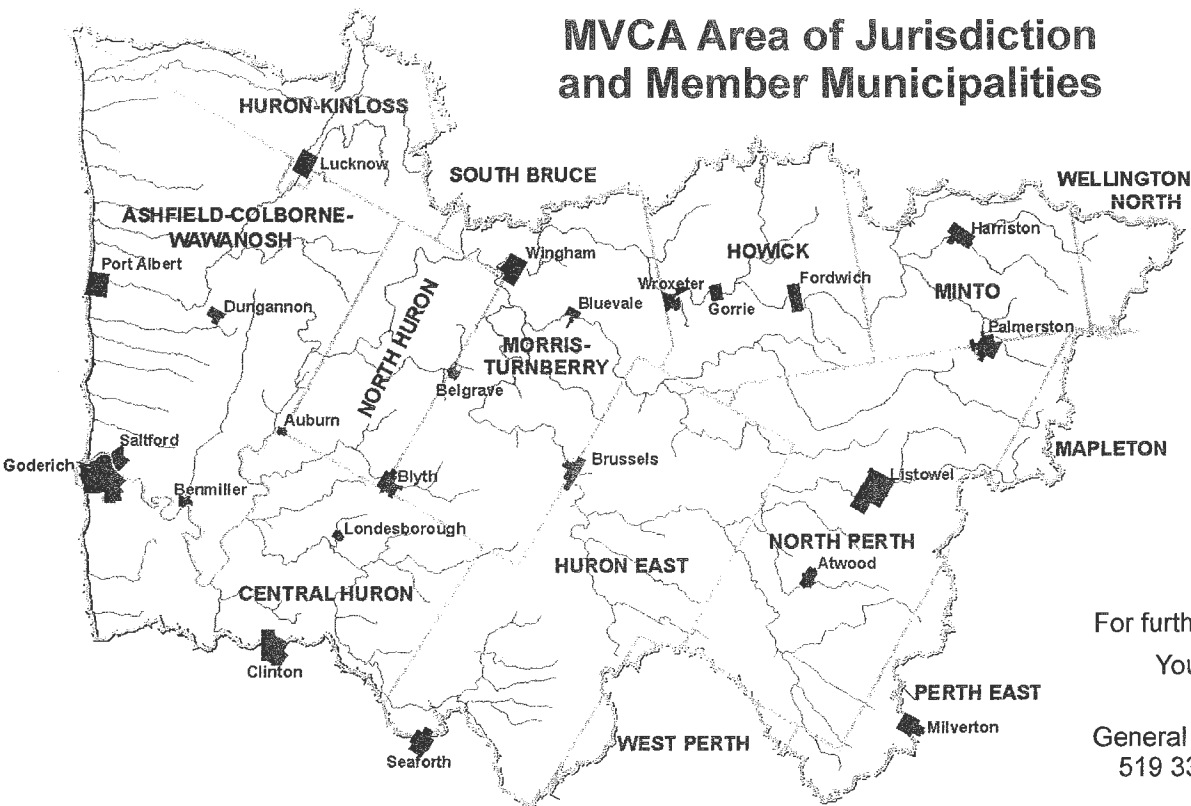 MVCA Area of Jurisdiction
and Member Municipalities
HURON-KINLOSS
Lucknow
SOUTH BRUCE
WELLINGTON
NORTH
ASHFIELD-COLBORNE-
WAWANOSH
Harriston
Wingham
HOWICK
Port Albert
Wroxeter
Fordwich
MINTO
Dungannon
Bluevale
Gorrie
NORTH HURON
MORRIS-
TURNBERRY
Palmerston
Belgrave
Auburn
Saltford
MAPLETON
Goderich
Brussels
Listowel
Benmiller
Blyth
Londesborough
NORTH PERTH
HURON EAST
Atwood
CENTRAL HURON
For furth
You
Clinton
PERTH EAST
Milverton
WEST PERTH
General
Seaforth
519 33